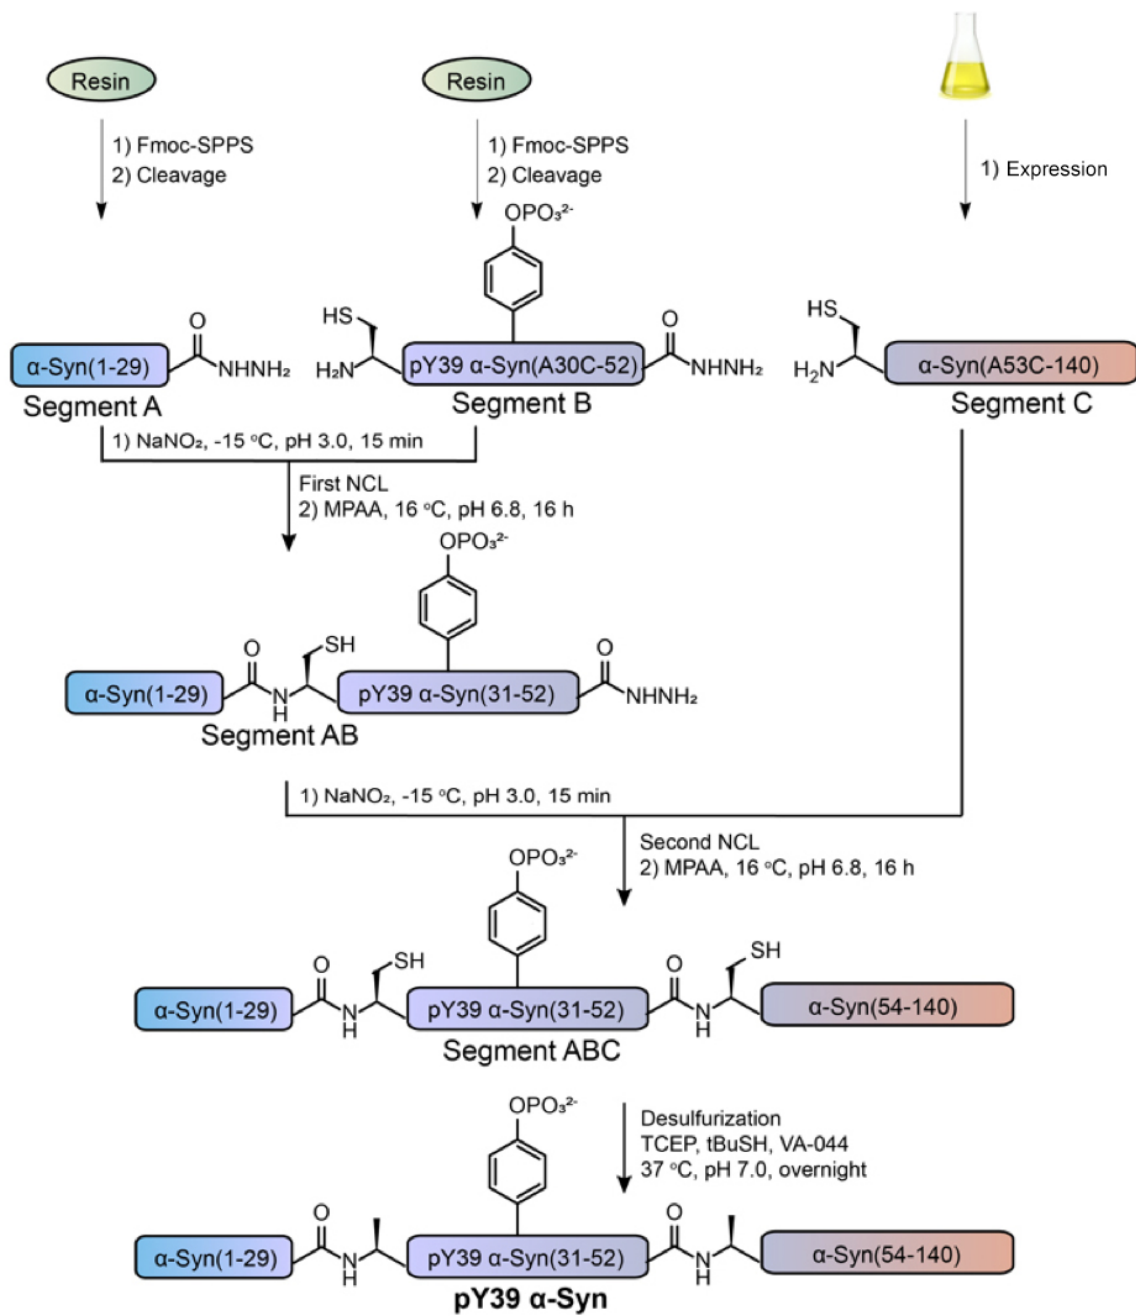 Resin
Resin
1) Fmoc-SPPS
2) Cleavage
1) Fmoc-SPPS
2) Cleavage
1) Expression
OPO₃²⁻
HS
H₂N
O
NHNH₂
α-Syn(1-29)
Segment A
pY39 α-Syn(A30C-52)
O
NHNH₂
Segment B
HS
H₂N
α-Syn(A53C-140)
Segment C
1) NaNO₂, -15 °C, pH 3.0, 15 min
First NCL
2) MPAA, 16 °C, pH 6.8, 16 h
OPO₃²⁻
α-Syn(1-29)
O
N
H
SH
pY39 α-Syn(31-52)
O
NHNH₂
Segment AB
1) NaNO₂, -15 °C, pH 3.0, 15 min
Second NCL
2) MPAA, 16 °C, pH 6.8, 16 h
OPO₃²⁻
α-Syn(1-29)
O
N
H
SH
pY39 α-Syn(31-52)
O
N
H
SH
α-Syn(54-140)
Segment ABC
Desulfurization
TCEP, tBuSH, VA-044
37 °C, pH 7.0, overnight
OPO₃²⁻
α-Syn(1-29)
O
N
H
pY39 α-Syn(31-52)
O
N
H
α-Syn(54-140)
pY39 α-Syn